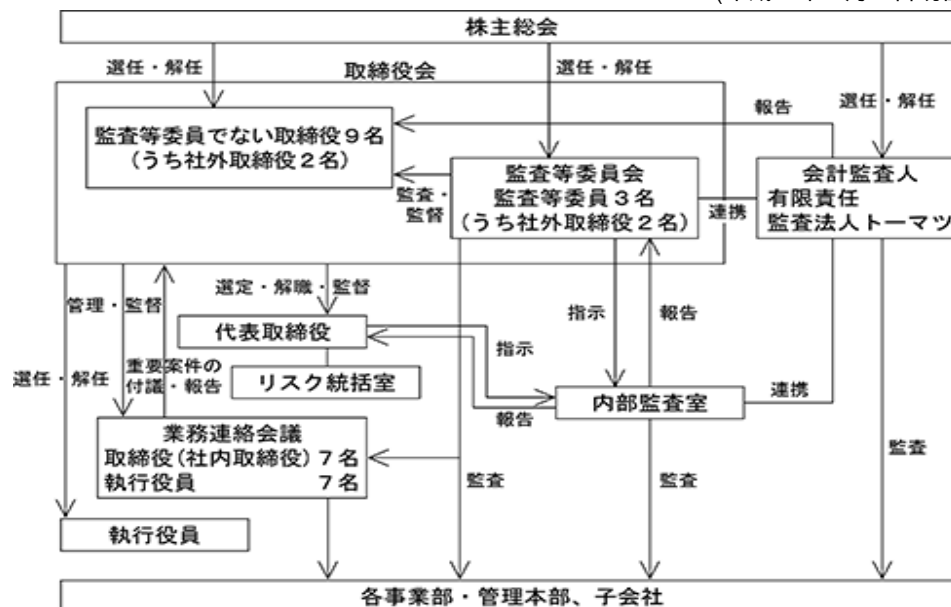 株主総会
選任・解任
取締役会
選任・解任
選任・解任
報告
監査等委員でない取締役９名
(うち社外取締役２名)
監査・
監督
監査等委員会
監査等委員３名
(うち社外取締役２名)
連携
会計監査人
有限責任
監査法人トーマツ
管理・監督
選定・解職・監督
指示
報告
代表取締役
指示
選任・解任
重要案件の
付議・報告
リスク統括室
報告
内部監査室
連携
業務連絡会議
取締役(社内取締役)７名
執行役員　　　　　７名
監査
監査
監査
執行役員
各事業部・管理本部、子会社